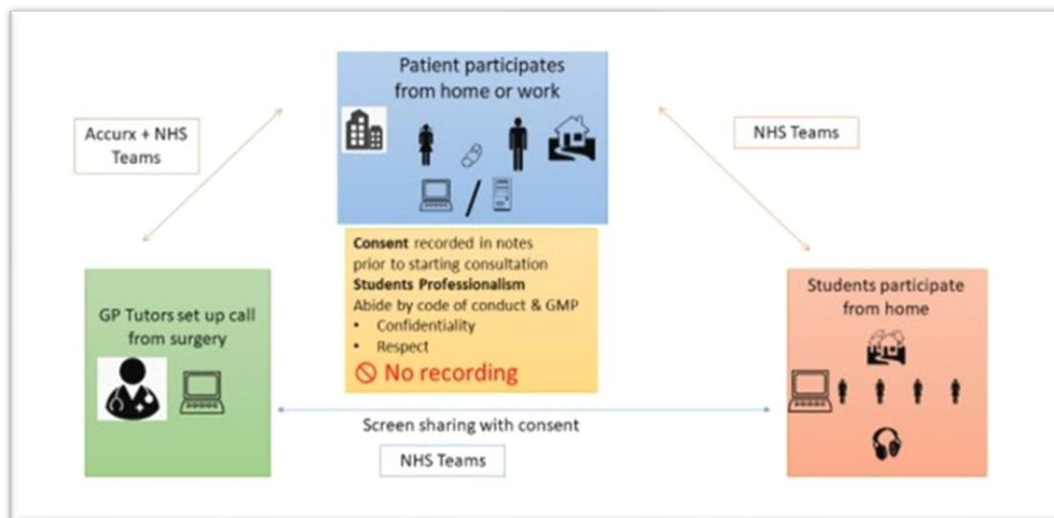 Patient participates
from home or work
Accurx + NHS
Teams
NHS Teams
Consent recorded in notes
prior to starting consultation
Students Professionalism
Abide by code of conduct & GMP
• Confidentiality
• Respect
No recording
GP Tutors set up call
from surgery
Students participate
from home
Screen sharing with consent
NHS Teams